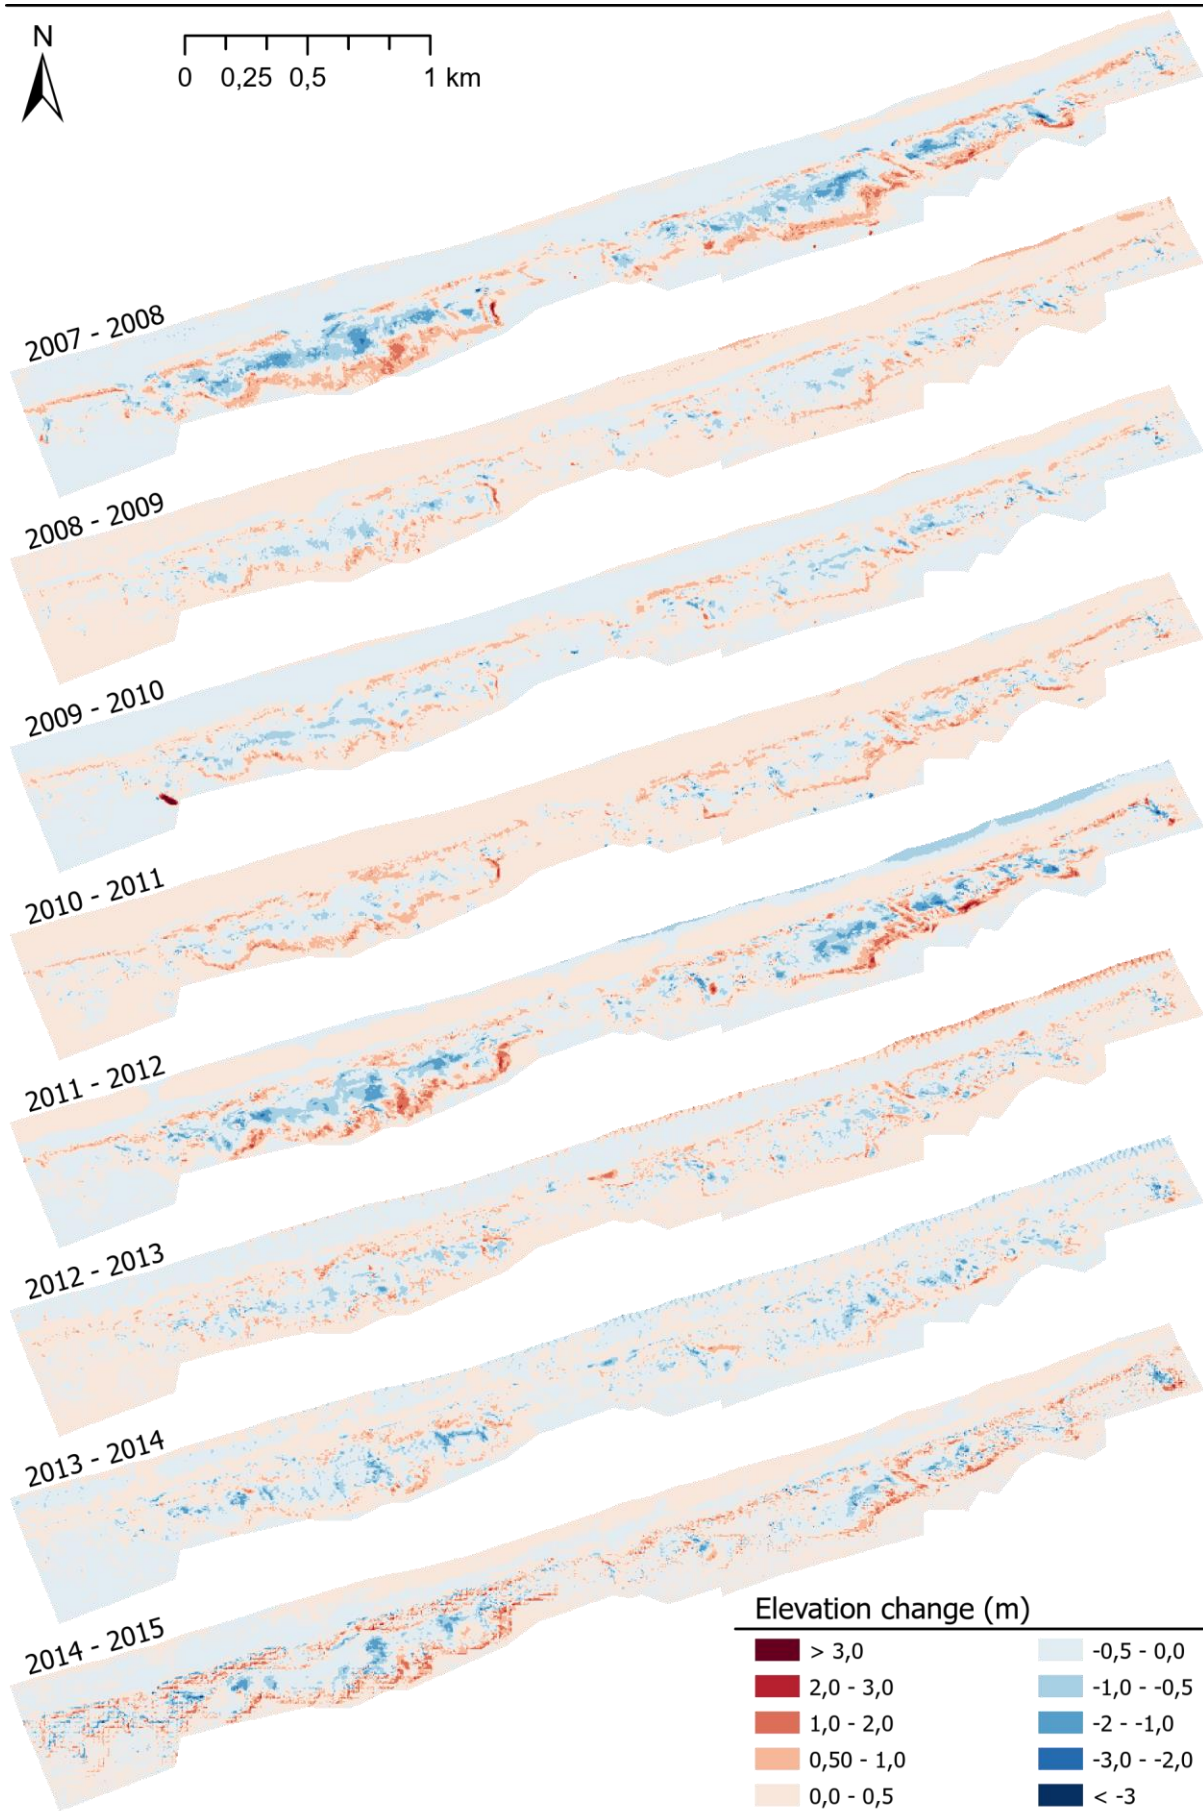 N
0 0,25 0,5 1 km
2007 - 2008
2008 - 2009
2009 - 2010
2010 - 2011
2011 - 2012
2012 - 2013
2013 - 2014
2014 - 2015
Elevation change (m)
> 3,0
2,0 - 3,0
1,0 - 2,0
0,50 - 1,0
0,0 - 0,5
-0,5 - 0,0
-1,0 - -0,5
-2 - -1,0
-3,0 - -2,0
< -3